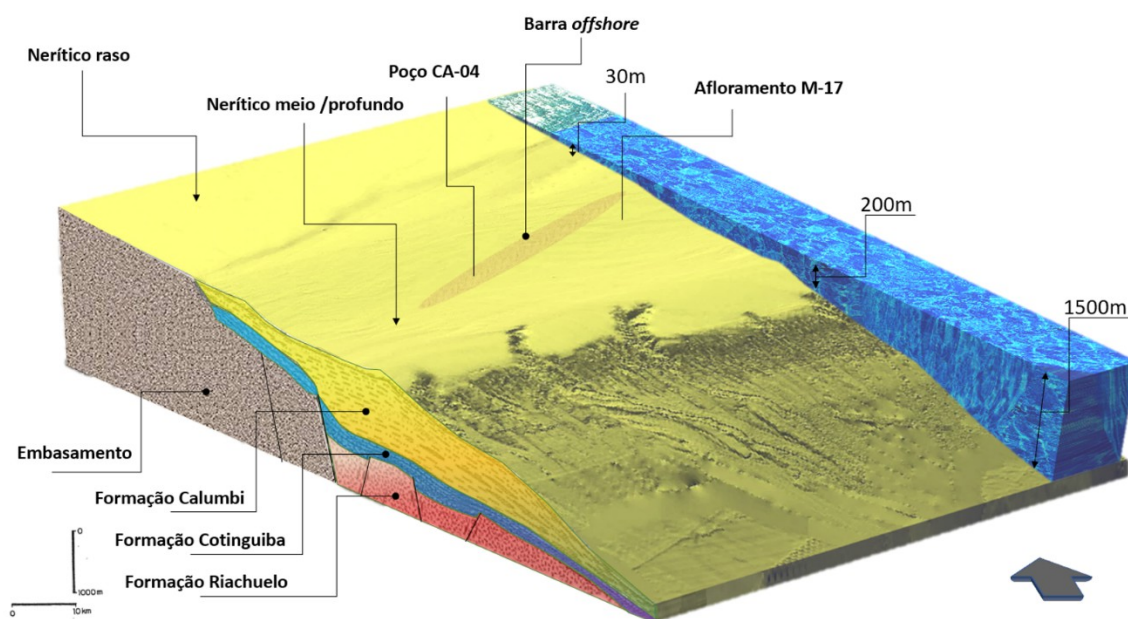 Barra offshore
Nerítico raso
Poço CA-04
30m
Afloramento M-17
Nerítico meio /profundo
200m
1500m
Embasamento
Formação Calumbi
Formação Cotinguiba
Formação Riachuelo
0
1000m
0 10 km